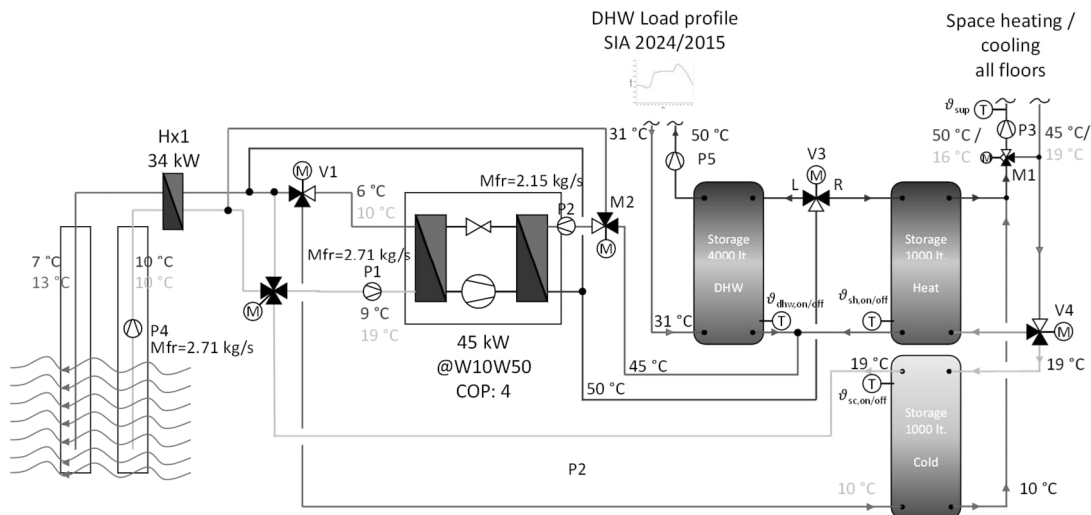 DHW Load profile
SIA 2024/2015
Space heating /
cooling
all floors
ϑsup
T
P3
50 °C /
16 °C
45 °C/
19 °C
M
M1
31 °C
50 °C
P5
V3
M
L
R
Hx1
34 kW
M
V1
6 °C
10 °C
Mfr=2.15 kg/s
P2
M2
M
Mfr=2.71 kg/s
P1
9 °C
19 °C
M
7 °C
13 °C
10 °C
10 °C
P4
Mfr=2.71 kg/s
45 kW
@W10W50
COP: 4
Storage
4000 lt.
DHW
Storage
1000 lt.
Heat
ϑdhw,on/off
T
ϑsh,on/off
T
31 °C
45 °C
50 °C
V4
M
19 °C
19 °C
T
ϑsc,on/off
Storage
1000 lt.
Cold
P2
10 °C
10 °C